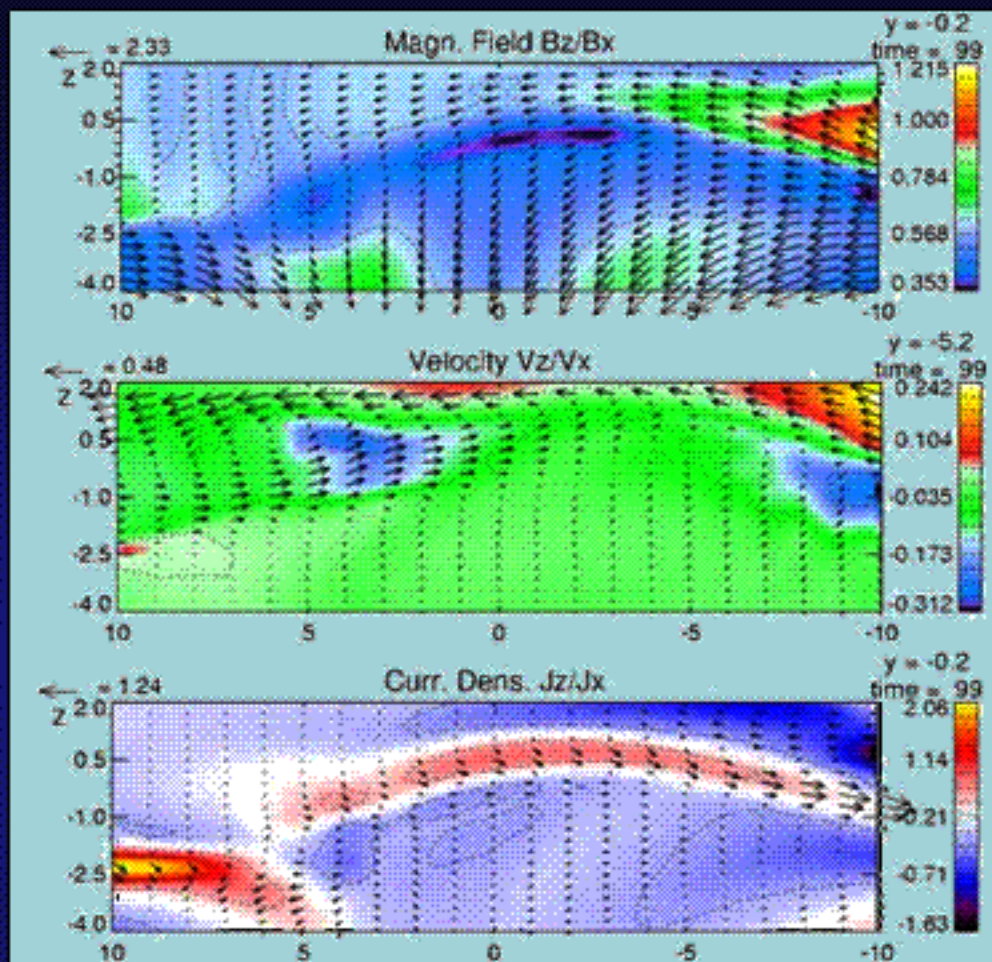 y = -0.2
≈ 2.33
Magn. Field Bz/Bx
time = 99
z 2.0
1.215
0.5
1.000
-1.0
0.784
-2.5
0.568
-4.0
0.353
10 5 0 -5 -10
y = -5.2
≈ 0.48
Velocity Vz/Vx
time = 99
z 2.0
0.242
0.5
0.104
-1.0
-0.035
-2.5
-0.173
-4.0
-0.312
10 5 0 -5 -10
y = -0.2
≈ 1.24
Curr. Dens. Jz/Jx
time = 99
z 2.0
2.06
0.5
1.14
-1.0
0.21
-2.5
-0.71
-4.0
-1.63
10 5 0 -5 -10